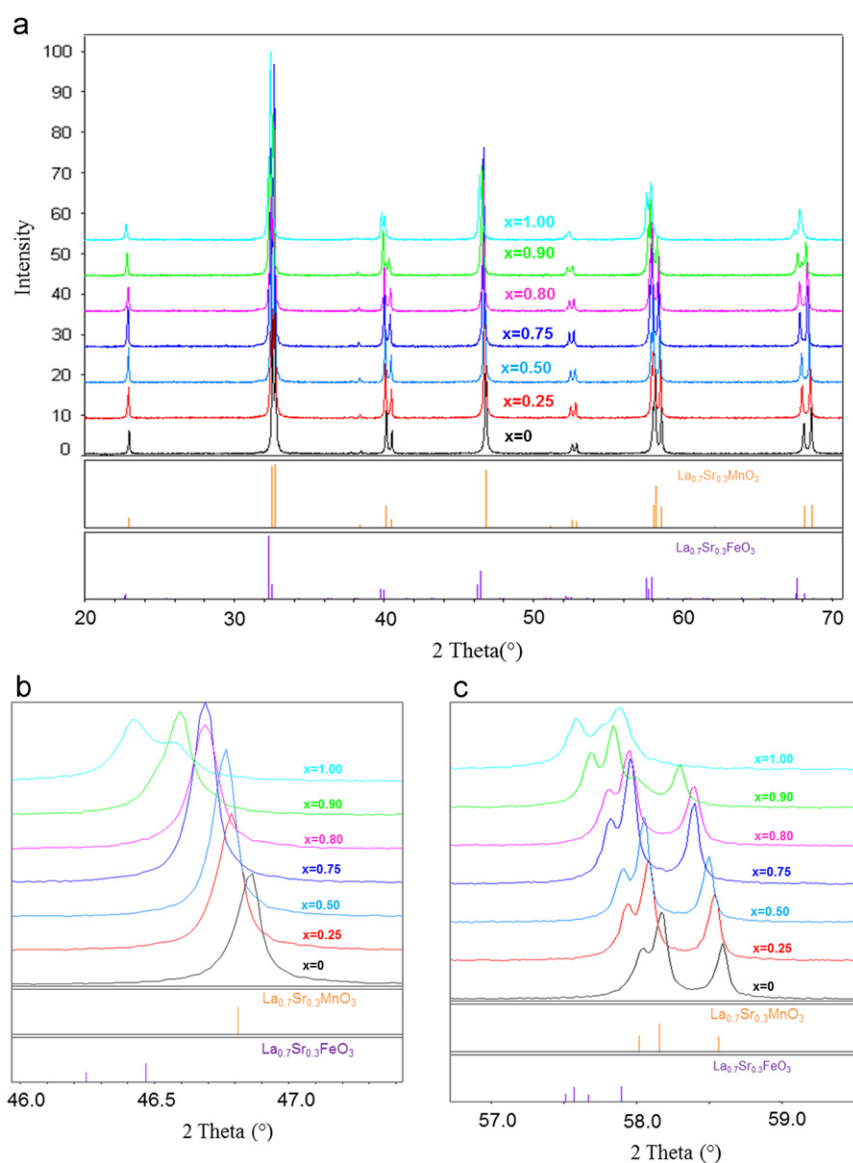 a
100
90
80
70
60
50
40
30
20
10
0
Intensity
x=1.00
x=0.90
x=0.80
x=0.75
x=0.50
x=0.25
x=0
La0.7Sr0.3MnO3
La0.7Sr0.3FeO3
20 30 40 50 60 70
2 Theta(°)
b
x=1.00
x=0.90
x=0.80
x=0.75
x=0.50
x=0.25
x=0
La0.7Sr0.3MnO3
La0.7Sr0.3FeO3
46.0 46.5 47.0
2 Theta (°)
c
x=1.00
x=0.90
x=0.80
x=0.75
x=0.50
x=0.25
x=0
La0.7Sr0.3MnO3
La0.7Sr0.3FeO3
57.0 58.0 59.0
2 Theta (°)